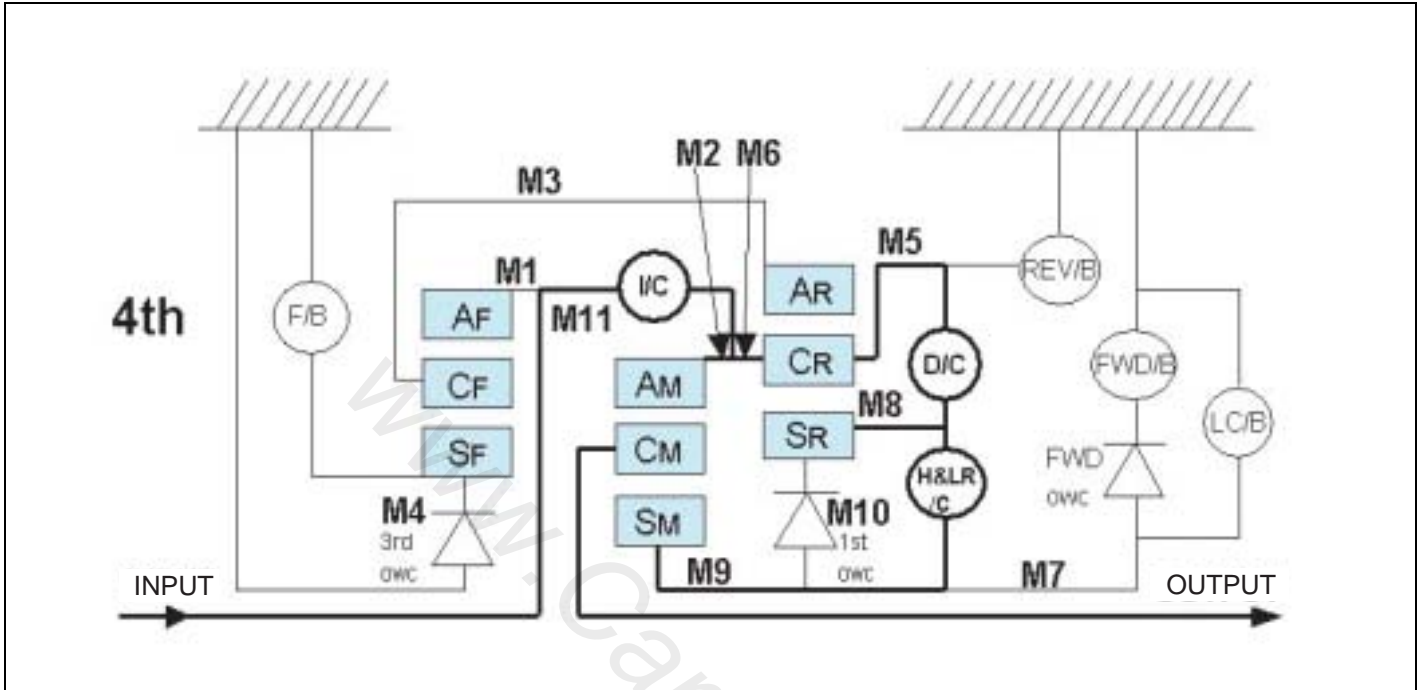 M2 M6
M3
M5
M1
I/C
AR
REV/B
4th
F/B
AF
M11
CF
AM
CR
D/C
FWD/B
M8
LC/B
SF
CM
SR
FWD
OWC
H&LR
/C
M4
3rd
OWC
SM
M10
1st
OWC
INPUT
M9
M7
OUTPUT